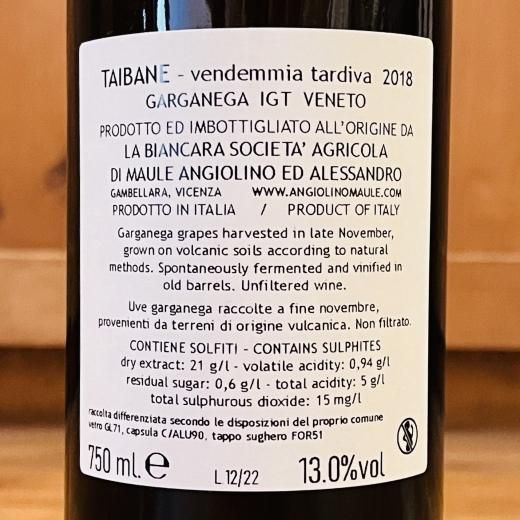 TAIBANE - vendemmia tardiva 2018
GARGANEGA IGT VENETO
PRODOTTO ED IMBOTTIGLIATO ALL'ORIGINE DA
LA BIANCARA SOCIETA' AGRICOLA
DI MAULE ANGIOLINO ED ALESSANDRO
GAMBELLARA, VICENZA WWW.ANGIOLINOMAULE.COM
PRODOTTO IN ITALIA / PRODUCT OF ITALY
Garganega grapes harvested in late November,
grown on volcanic soils according to natural
methods. Spontaneously fermented and vinified in
old barrels. Unfiltered wine.
Uve garganega raccolte a fine novembre,
provenienti da terreni di origine vulcanica. Non filtrato.
CONTIENE SOLFITI - CONTAINS SULPHITES
dry extract: 21 g/l - volatile acidity: 0,94 g/l
residual sugar: 0,6 g/l - total acidity: 5 g/l
total sulphurous dioxide: 15 mg/l
raccolta differenziata secondo le disposizioni del proprio comune
vetro GL71, capsula C/ALU90, tappo sughero FOR51
750 ml. e L 12/22 13.0%vol